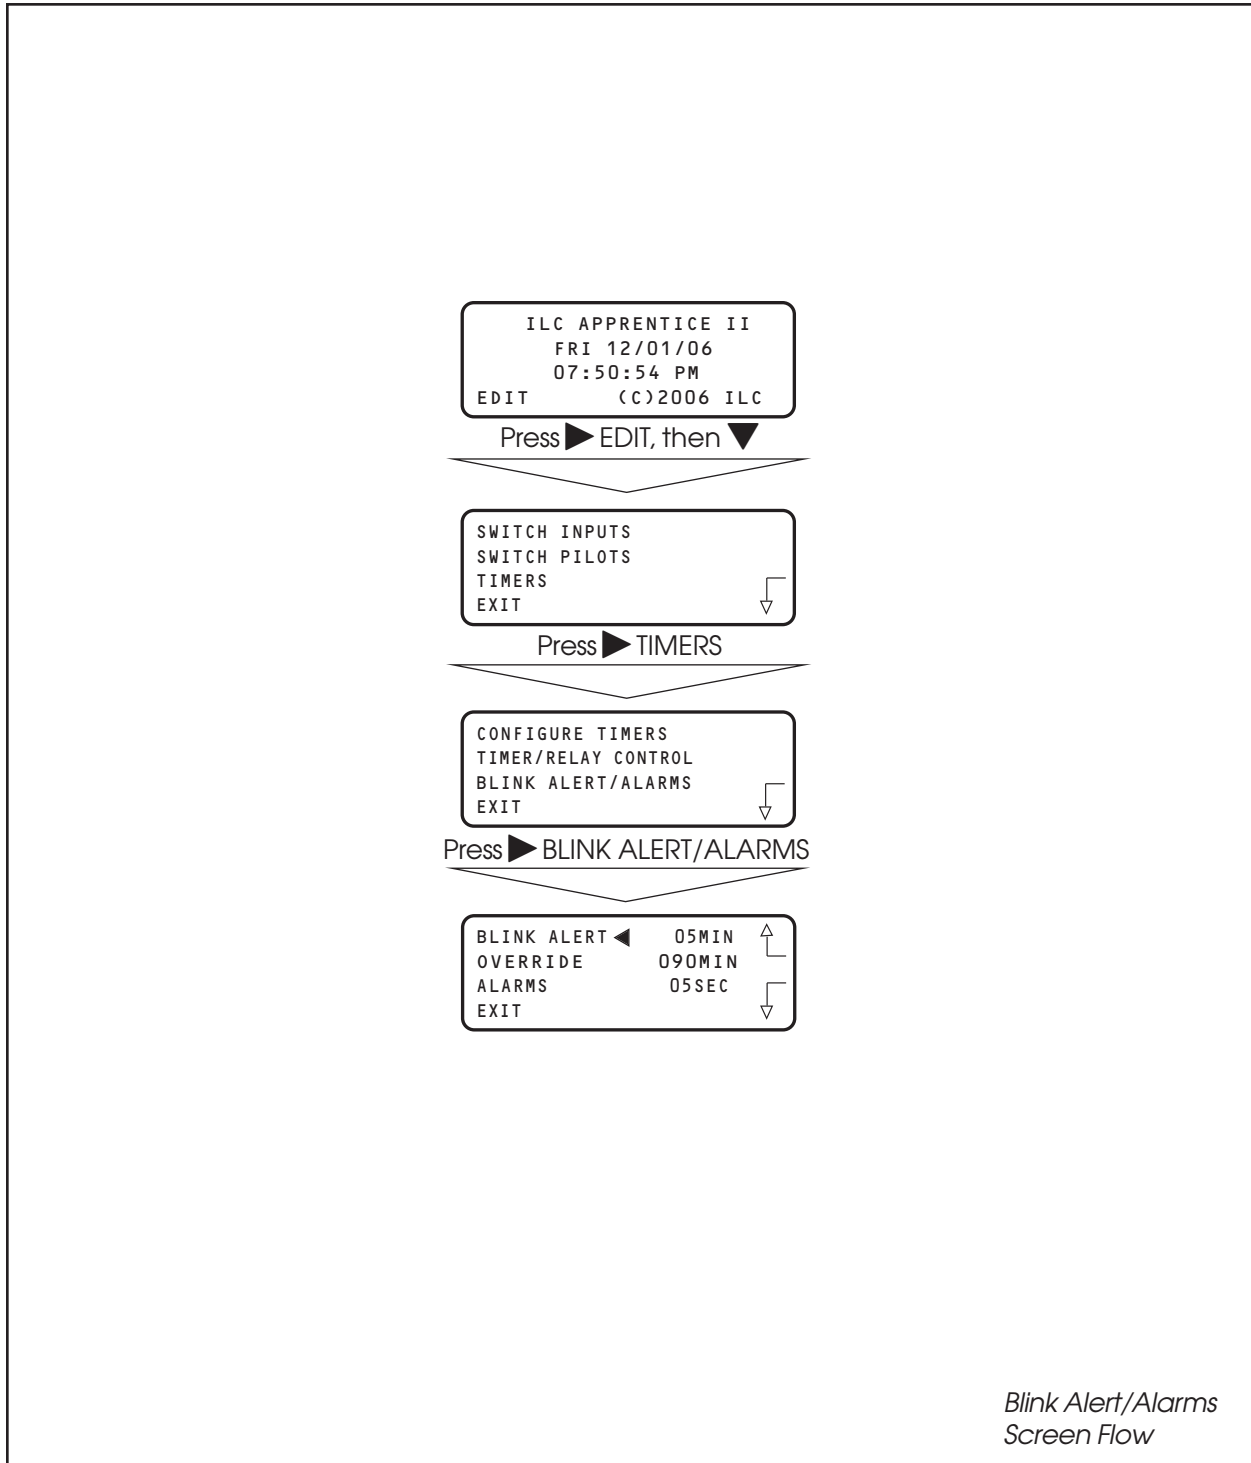 ILC APPRENTICE II
FRI 12/01/06
07:50:54 PM
EDIT (C)2006 ILC
Press ▶ EDIT, then ▼
SWITCH INPUTS
SWITCH PILOTS
TIMERS
EXIT
Press ▶ TIMERS
CONFIGURE TIMERS
TIMER/RELAY CONTROL
BLINK ALERT/ALARMS
EXIT
Press ▶ BLINK ALERT/ALARMS
BLINK ALERT ◀ 05MIN
OVERRIDE 090MIN
ALARMS 05SEC
EXIT
Blink Alert/Alarms
Screen Flow